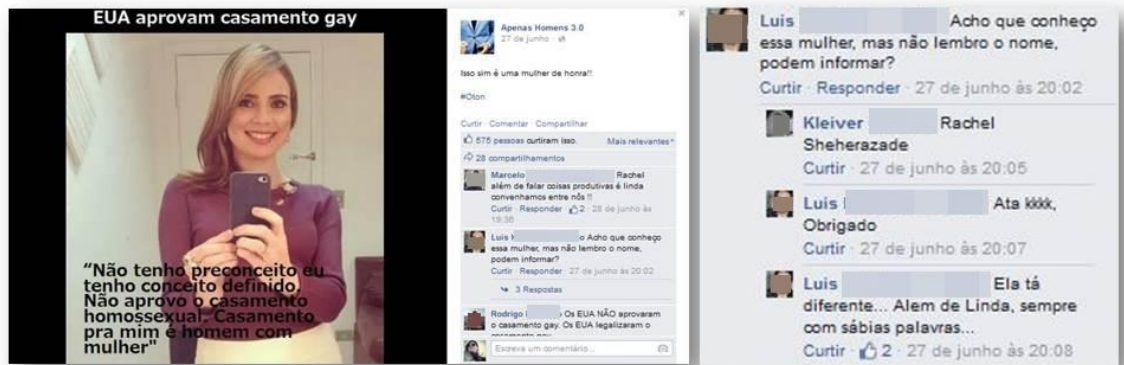 EUA aprovam casamento gay
“Não tenho preconceito eu
tenho conceito definido.
Não aprovo o casamento
homossexual. Casamento
pra mim é homem com
mulher"
Apenas Homens 3.0
27 de junho
Isso sim é uma mulher de honra!!
#Oton
Curtir · Comentar · Compartilhar
575 pessoas curtiram isso. Mais relevantes
28 compartilhamentos
Marcelo Rachel
além de falar coisas produtivas é linda
convenhamos entre nós !!
Curtir · Responder · 2 · 28 de junho às
19:36
Luis o Acho que conheço
essa mulher, mas não lembro o nome,
podem informar?
Curtir · Responder · 27 de junho às 20:02
3 Respostas
Rodrigo o Os EUA NÃO aprovaram
o casamento gay. Os EUA legalizaram o
Escreva um comentário...
Luis Acho que conheço
essa mulher, mas não lembro o nome,
podem informar?
Curtir · Responder · 27 de junho às 20:02
Kleiver Rachel
Sheherazade
Curtir · 27 de junho às 20:05
Luis Ata kkkk,
Obrigado
Curtir · 27 de junho às 20:07
Luis Ela tá
diferente... Alem de Linda, sempre
com sábias palavras...
Curtir · 2 · 27 de junho às 20:08